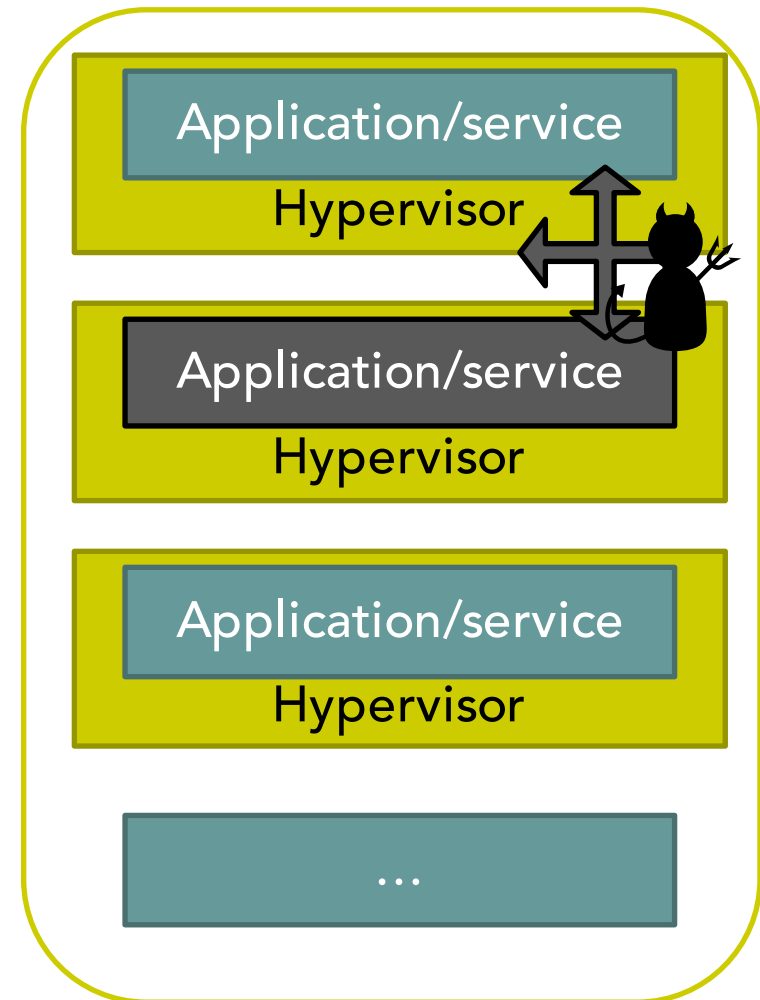 Application/service
Hypervisor
Application/service
Hypervisor
Application/service
Hypervisor
...